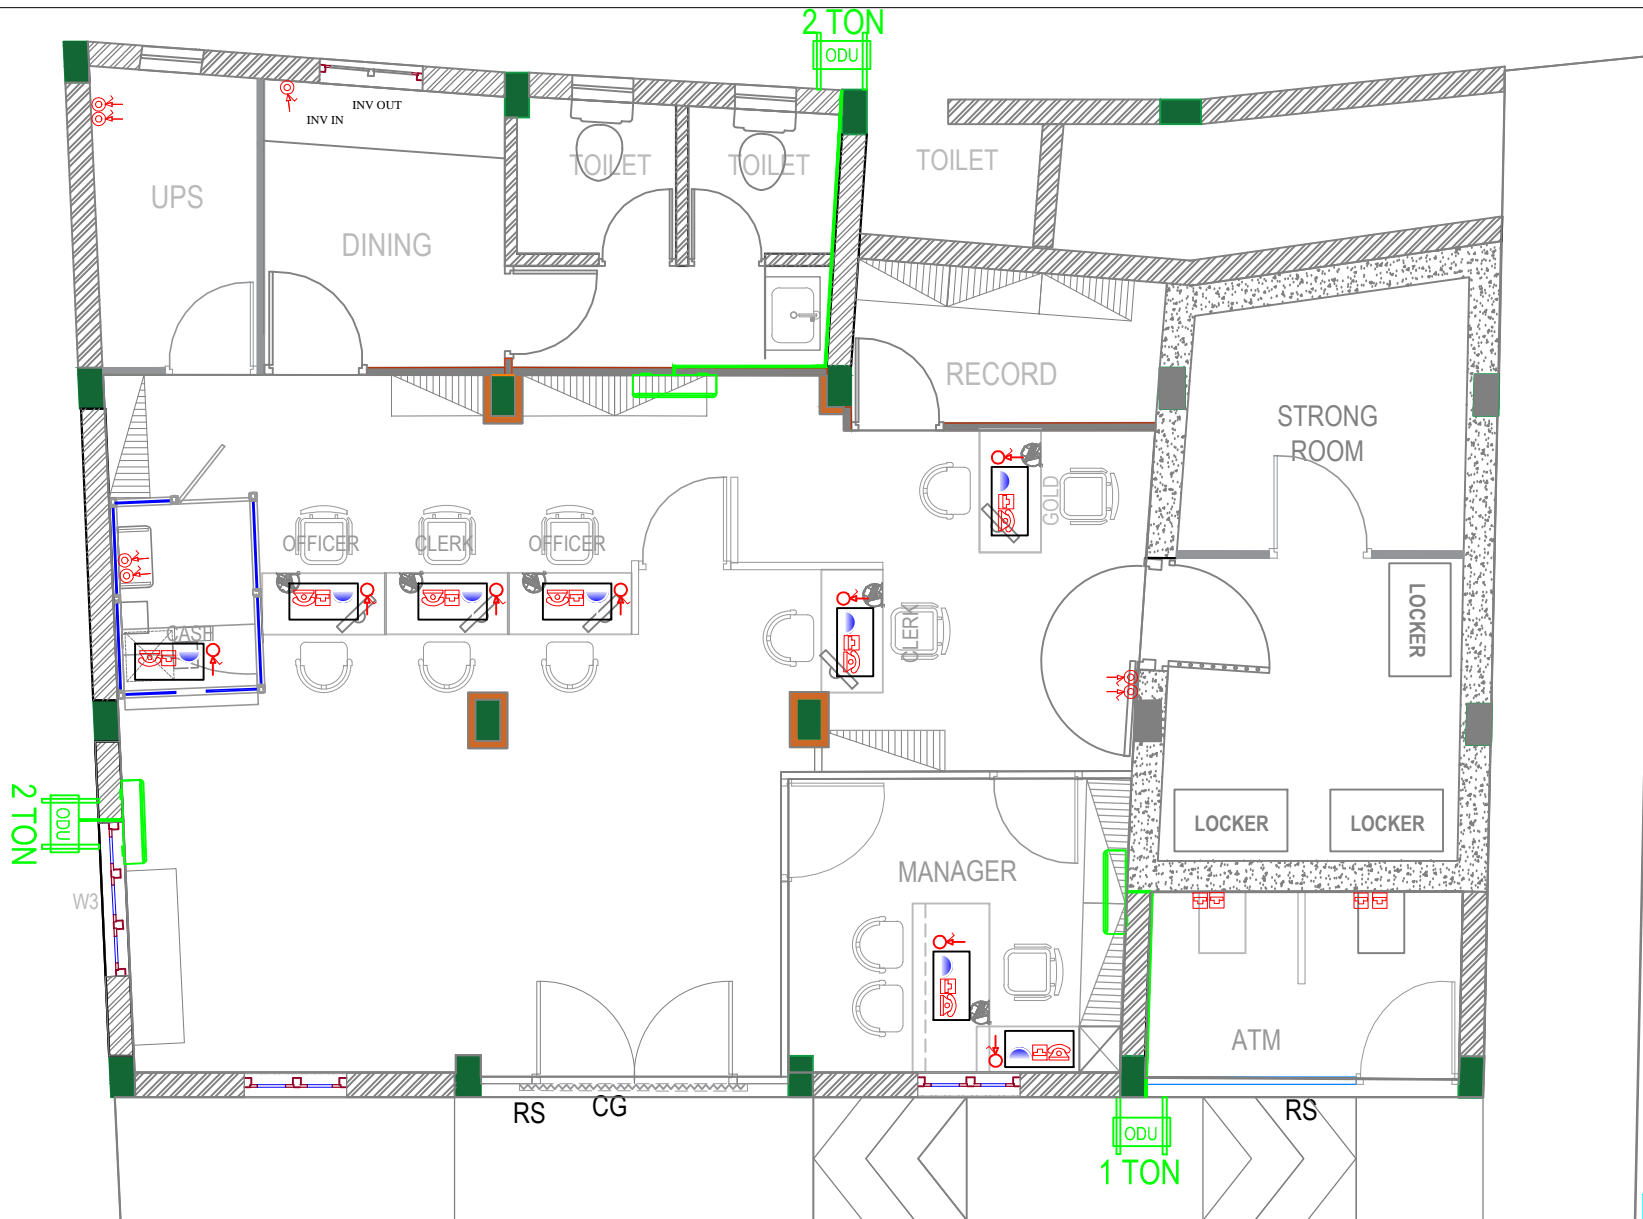 2 TON
ODU
INV OUT
INV IN
TOILET
TOILET
TOILET
UPS
DINING
RECORD
STRONG
ROOM
GOLD
OFFICER
CLERK
OFFICER
CLERK
CASH
LOCKER
2 TON
ODU
LOCKER
LOCKER
W3
MANAGER
ATM
RS
CG
RS
ODU
1 TON